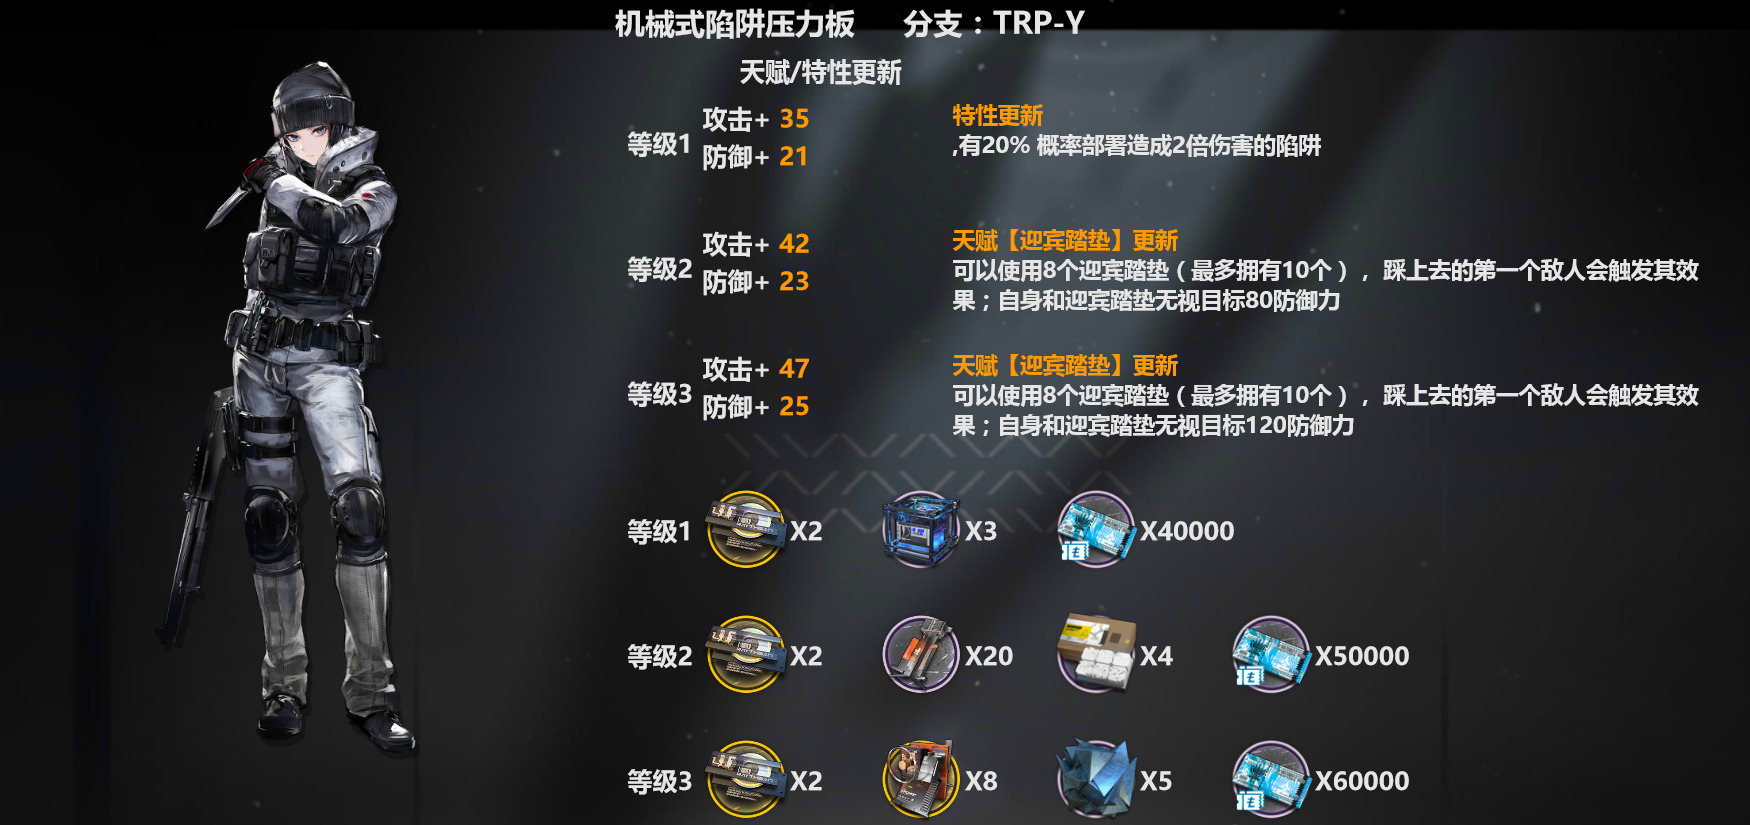 机械式陷阱压力板 分支：TRP-Y
天赋/特性更新
等级1
攻击+ 35
防御+ 21
特性更新
,有20% 概率部署造成2倍伤害的陷阱
等级2
攻击+ 42
防御+ 23
天赋【迎宾踏垫】更新
可以使用8个迎宾踏垫（最多拥有10个），踩上去的第一个敌人会触发其效
果；自身和迎宾踏垫无视目标80防御力
等级3
攻击+ 47
防御+ 25
天赋【迎宾踏垫】更新
可以使用8个迎宾踏垫（最多拥有10个），踩上去的第一个敌人会触发其效
果；自身和迎宾踏垫无视目标120防御力
等级1 X2 X3 X40000
等级2 X2 X20 X4 X50000
等级3 X2 X8 X5 X60000